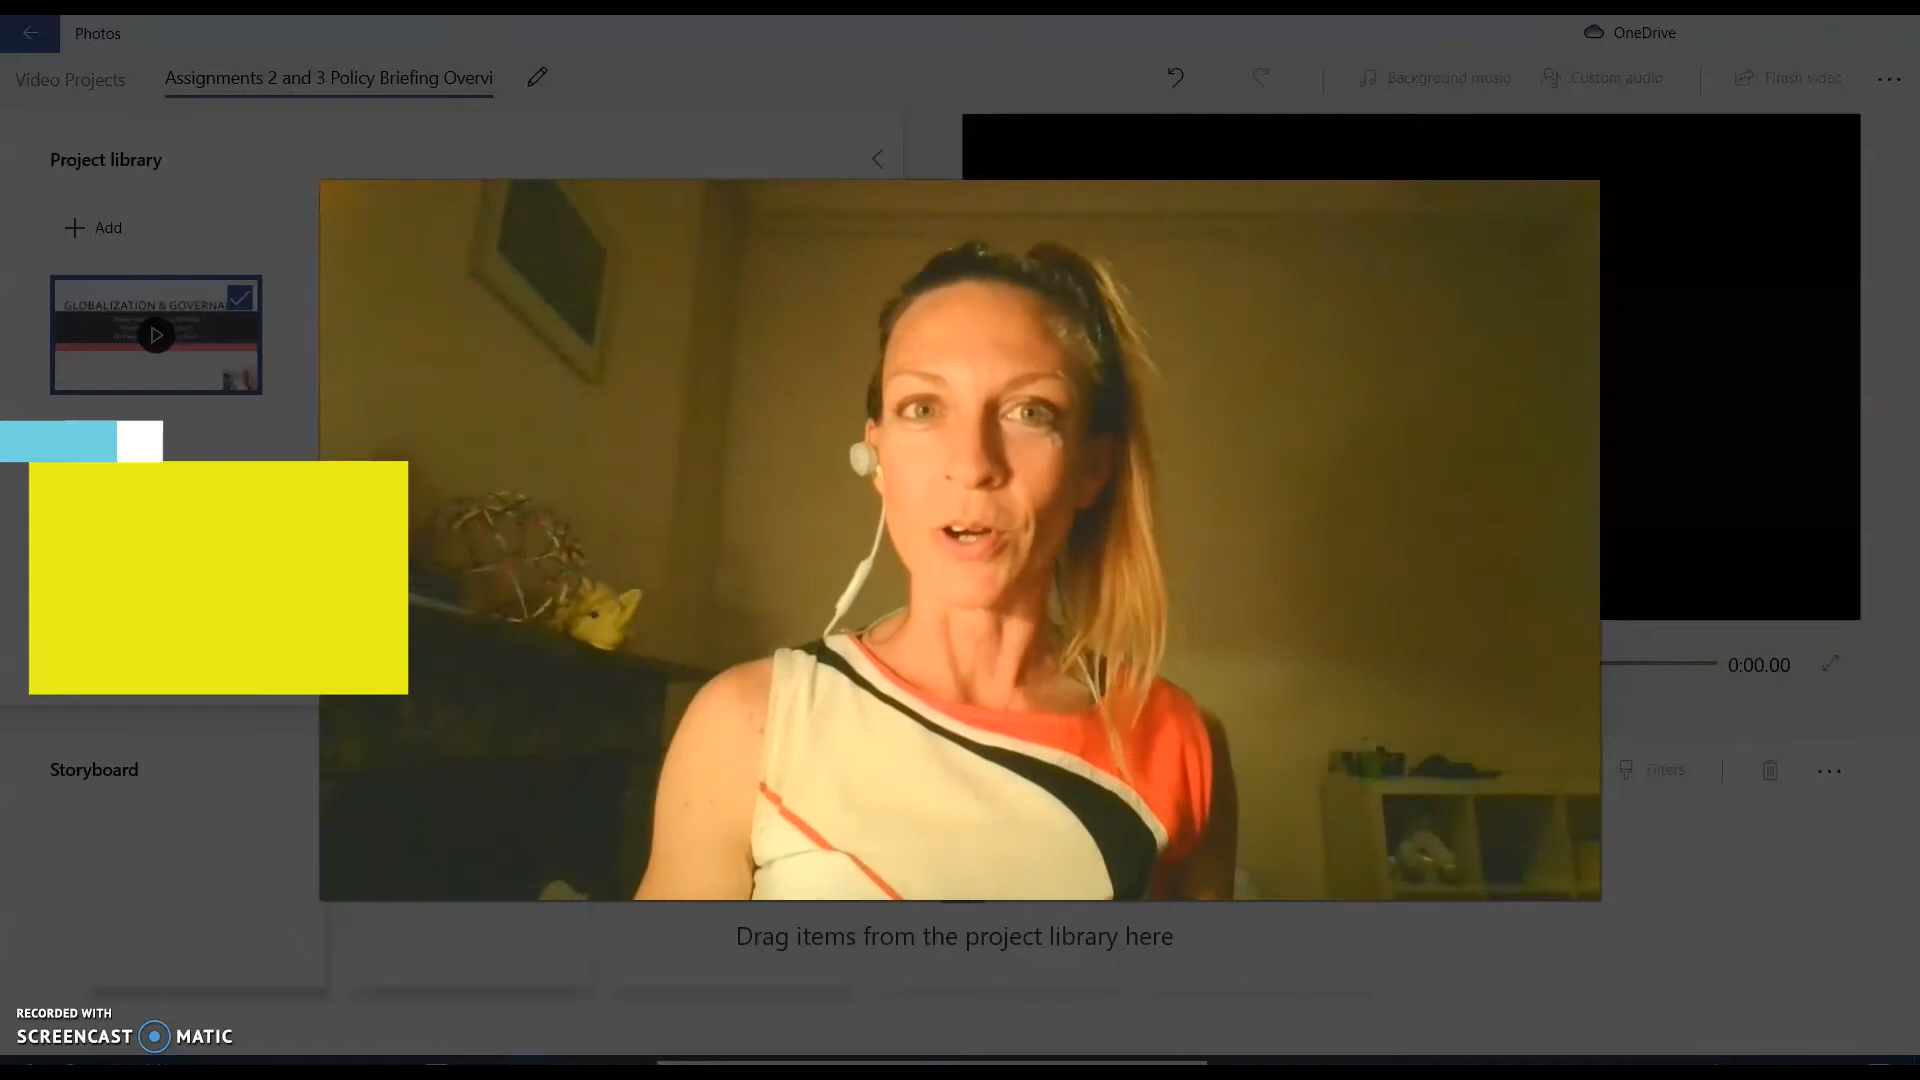 Photos
OneDrive
Video Projects
Assignments 2 and 3 Policy Briefing Overvi
Background music
Custom audio
Finish video
Project library
Add
GLOBALIZATION & GOVERNA
0:00.00
Storyboard
Filters
Drag items from the project library here
RECORDED WITH
SCREENCAST MATIC